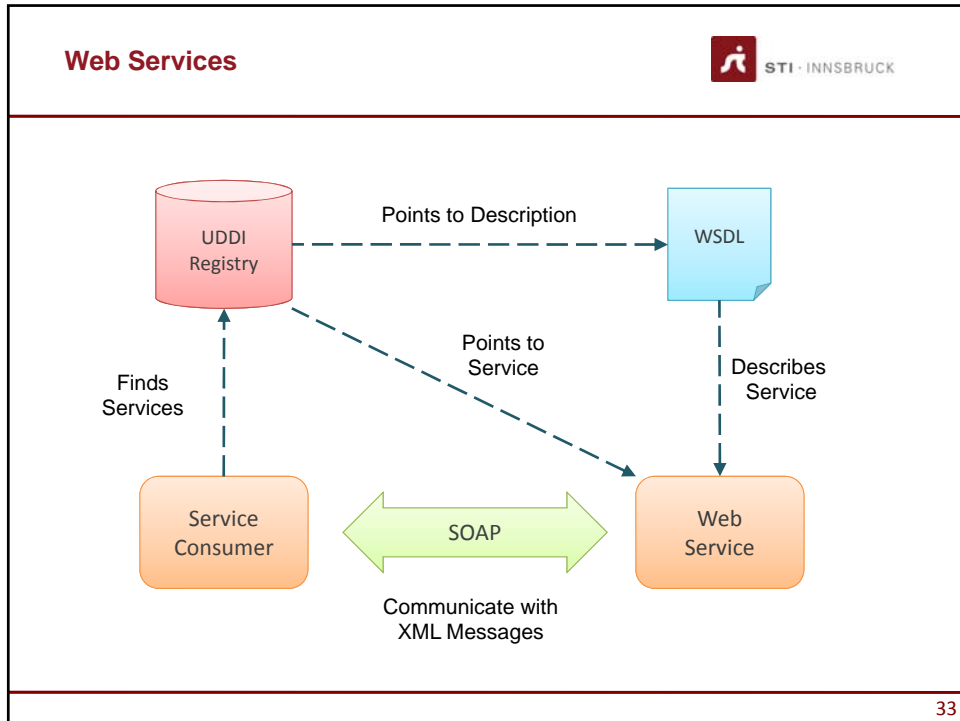 Web Services
STI · INNSBRUCK
UDDI
Registry
Points to Description
WSDL
Points to
Service
Finds
Services
Describes
Service
Service
Consumer
SOAP
Web
Service
Communicate with
XML Messages
33